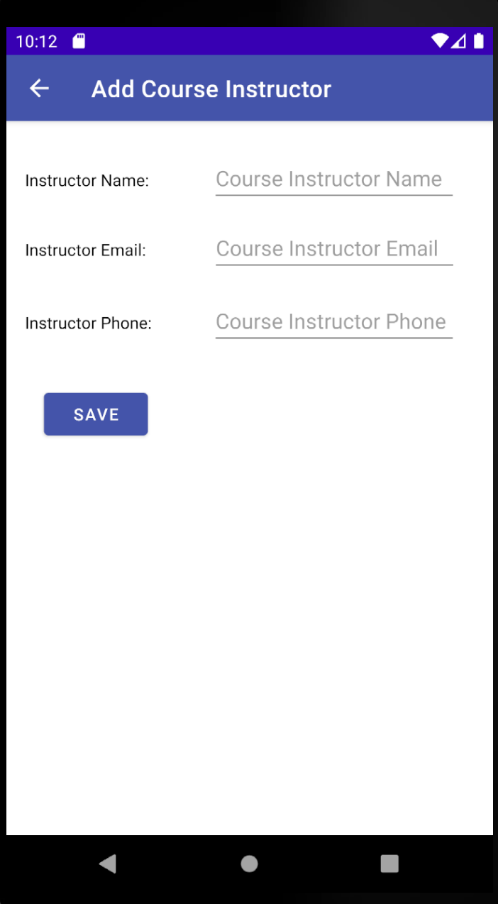 10:12
Add Course Instructor
Instructor Name: Course Instructor Name
Instructor Email: Course Instructor Email
Instructor Phone: Course Instructor Phone
SAVE